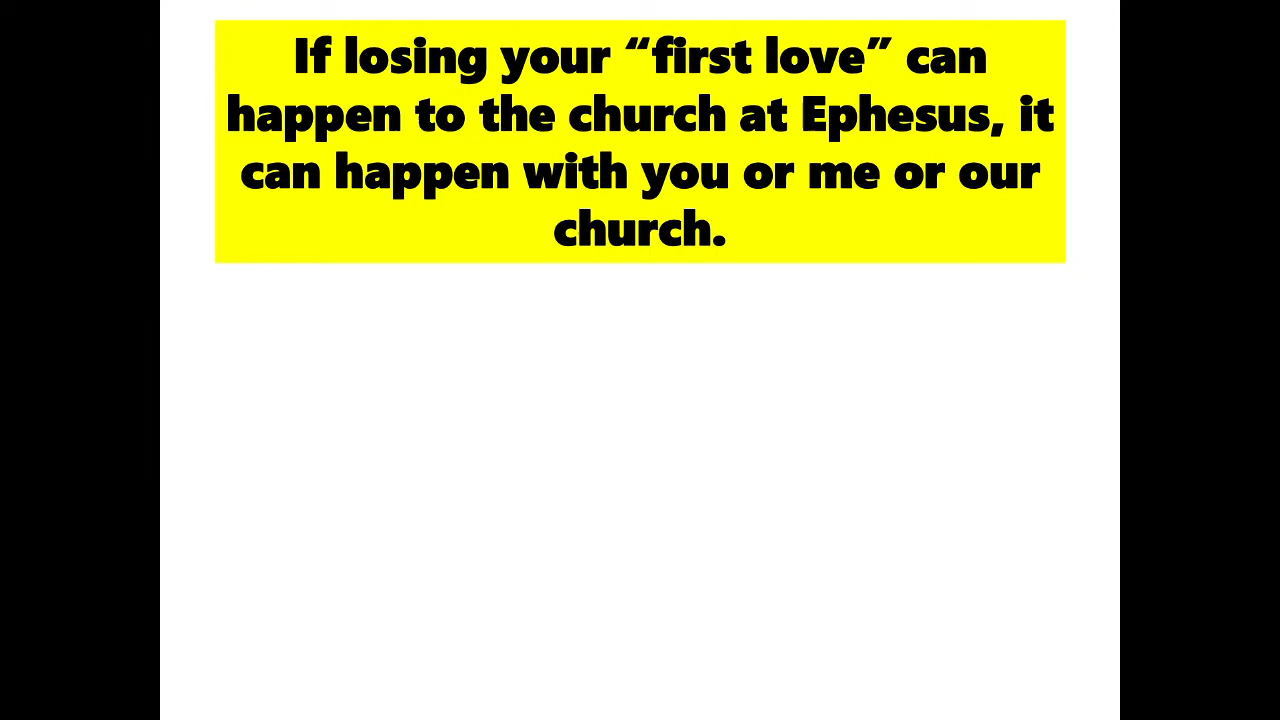 If losing your “first love” can
happen to the church at Ephesus, it
can happen with you or me or our
church.